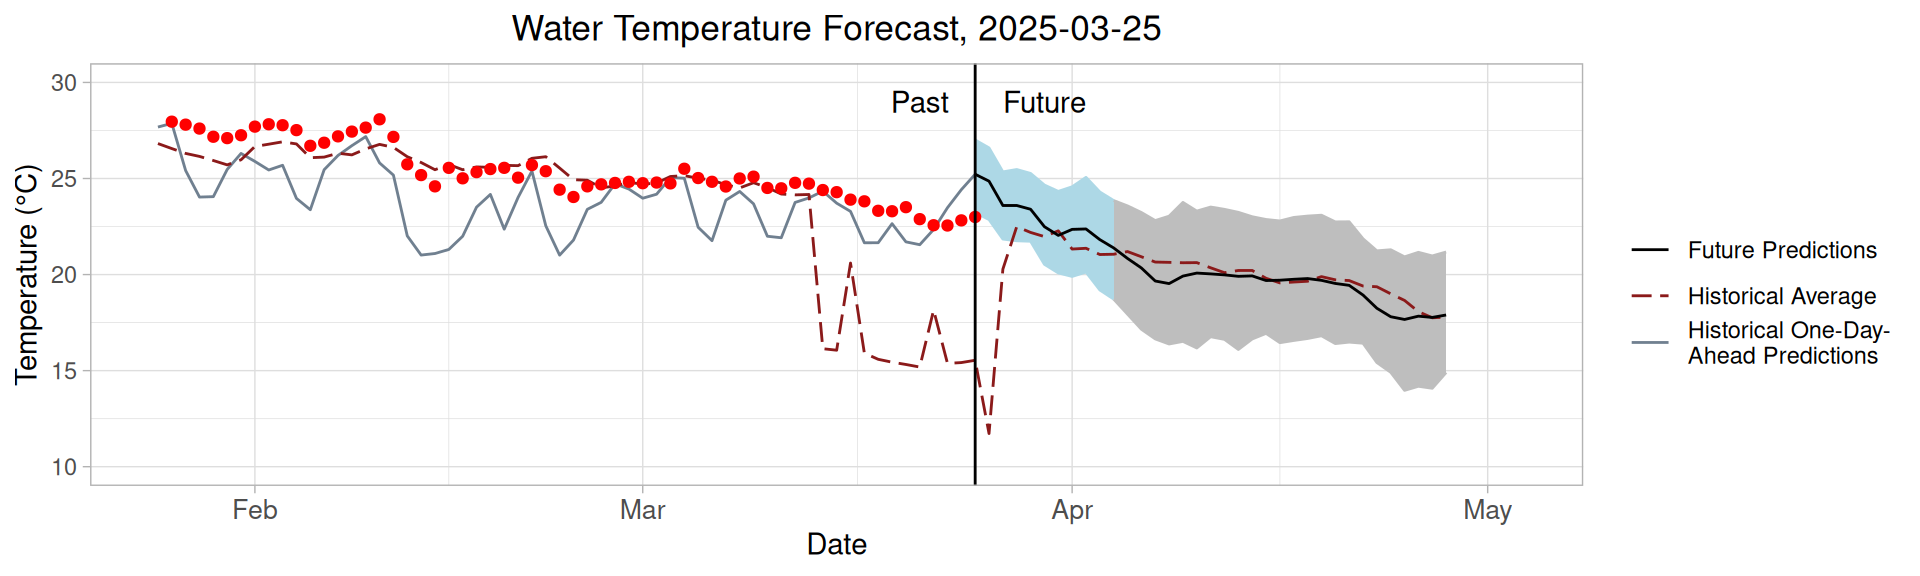 Water Temperature Forecast, 2025-03-25
Temperature (°C)
30
25
20
15
10
Past
Future
Feb
Mar
Apr
May
Date
Future Predictions
Historical Average
Historical One-Day-
Ahead Predictions